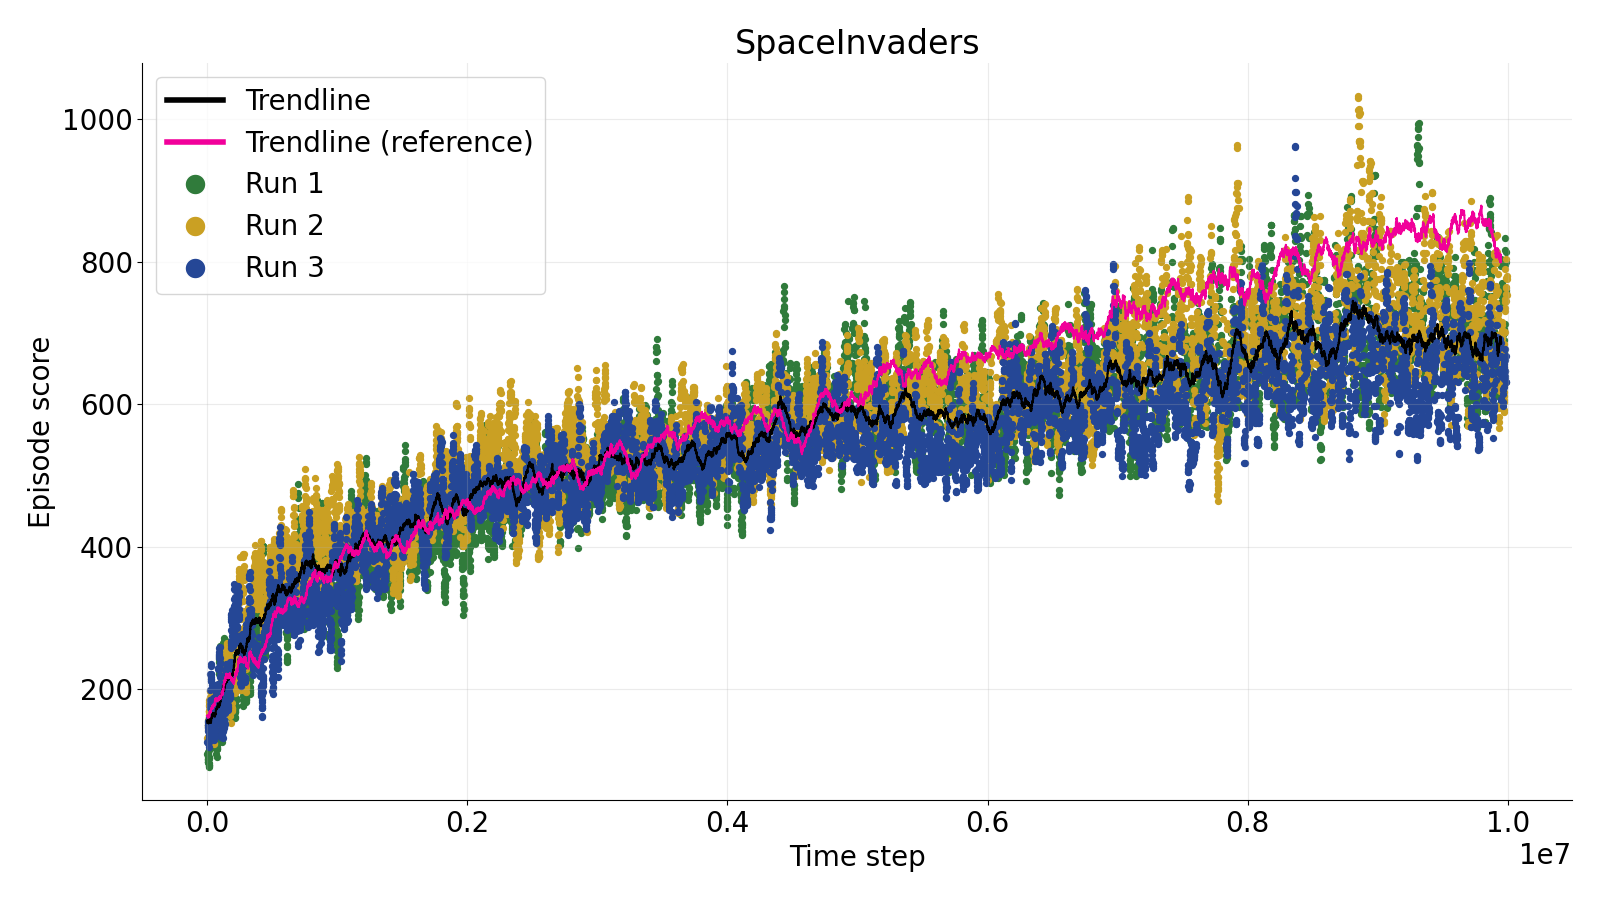 SpaceInvaders
Trendline
Trendline (reference)
Run 1
Run 2
Run 3
1000
800
600
400
200
Episode score
0.0 0.2 0.4 0.6 0.8 1.0
1e7
Time step